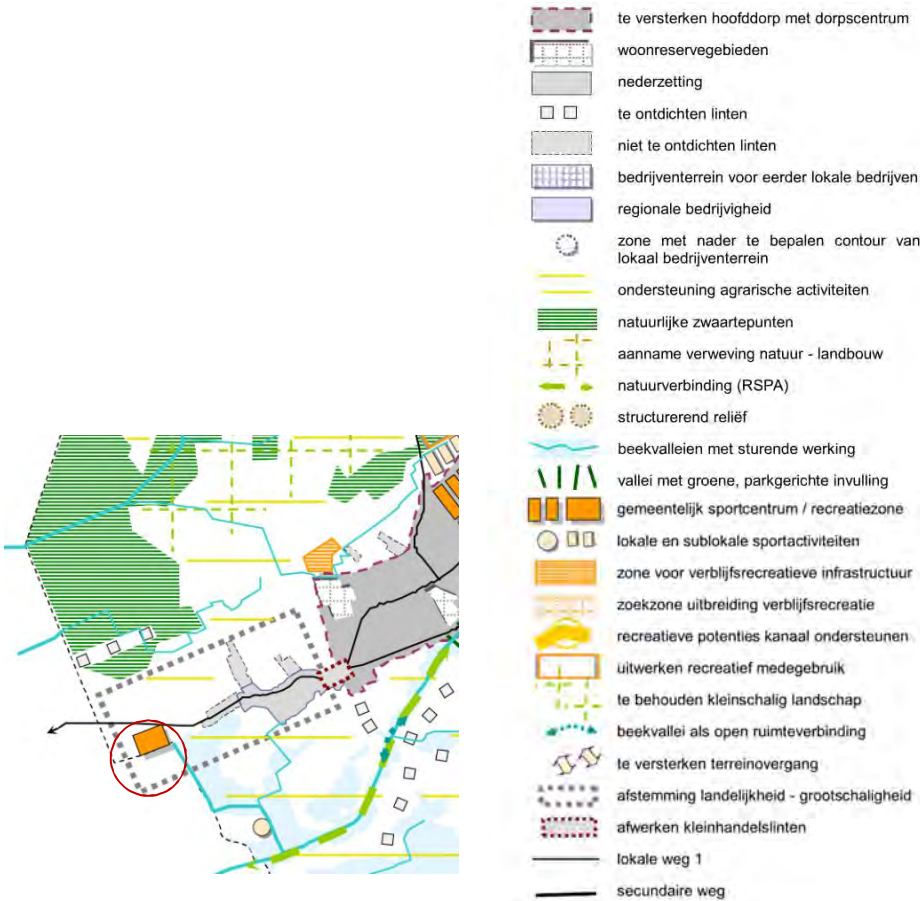 te versterken hoofddorp met dorpscentrum
woonreservegebieden
nederzetting
te ontdichten linten
niet te ontdichten linten
bedrijventerrein voor eerder lokale bedrijven
regionale bedrijvigheid
zone met nader te bepalen contour van
lokaal bedrijventerrein
ondersteuning agrarische activiteiten
natuurlijke zwaartepunten
aanname verweving natuur - landbouw
natuurverbinding (RSPA)
structurerend reliëf
beekvalleien met sturende werking
vallei met groene, parkgerichte invulling
gemeentelijk sportcentrum / recreatiezone
lokale en sublokale sportactiviteiten
zone voor verblijfsrecreatieve infrastructuur
zoekzone uitbreiding verblijfsrecreatie
recreatieve potenties kanaal ondersteunen
uitwerken recreatief medegebruik
te behouden kleinschalig landschap
beekvallei als open ruimteverbinding
te versterken terreinovergang
afstemming landelijkheid - grootschaligheid
afwerken kleinhandelslinten
lokale weg 1
secundaire weg